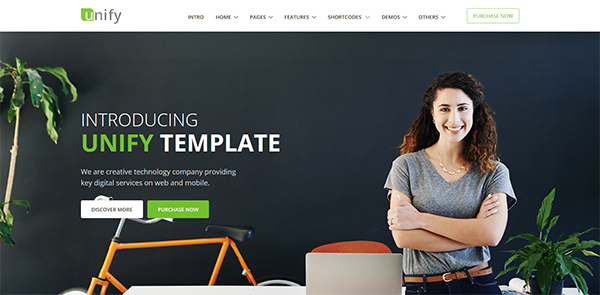 unify
INTRO HOME PAGES FEATURES SHORTCODES DEMOS OTHERS PURCHASE NOW
INTRODUCING
UNIFY TEMPLATE
We are creative technology company providing
key digital services on web and mobile.
DISCOVER MORE PURCHASE NOW